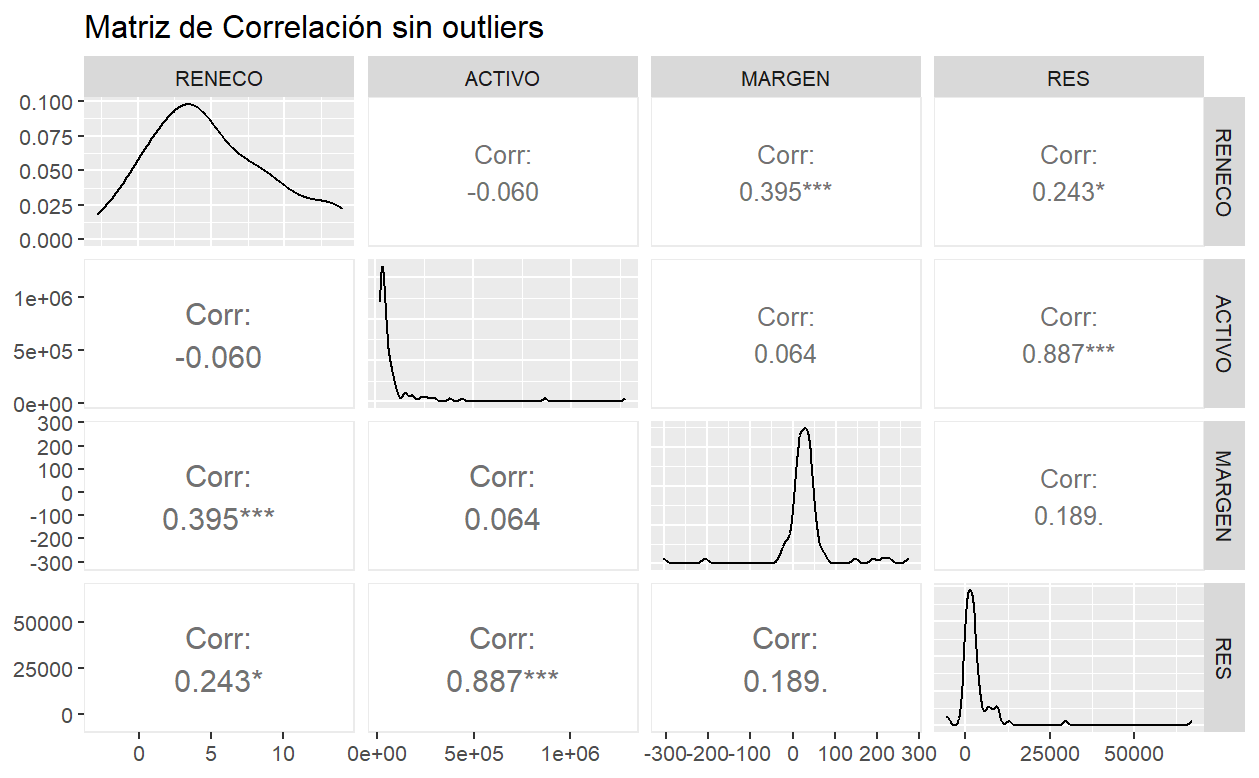 Matriz de Correlación sin outliers
RENECO ACTIVO MARGEN RES
0.100
0.075
0.050
0.025
0.000
Corr:
-0.060
Corr:
0.395***
Corr:
0.243*
RENECO
1e+06
5e+05
0e+00
Corr:
-0.060
Corr:
0.064
Corr:
0.887***
ACTIVO
300
200
100
0
-100
-200
-300
Corr:
0.395***
Corr:
0.064
Corr:
0.189.
MARGEN
50000
25000
0
Corr:
0.243*
Corr:
0.887***
Corr:
0.189.
RES
0 5 10
0e+00 5e+05 1e+06
-300 -200 -100 0 100 200 300
0 25000 50000